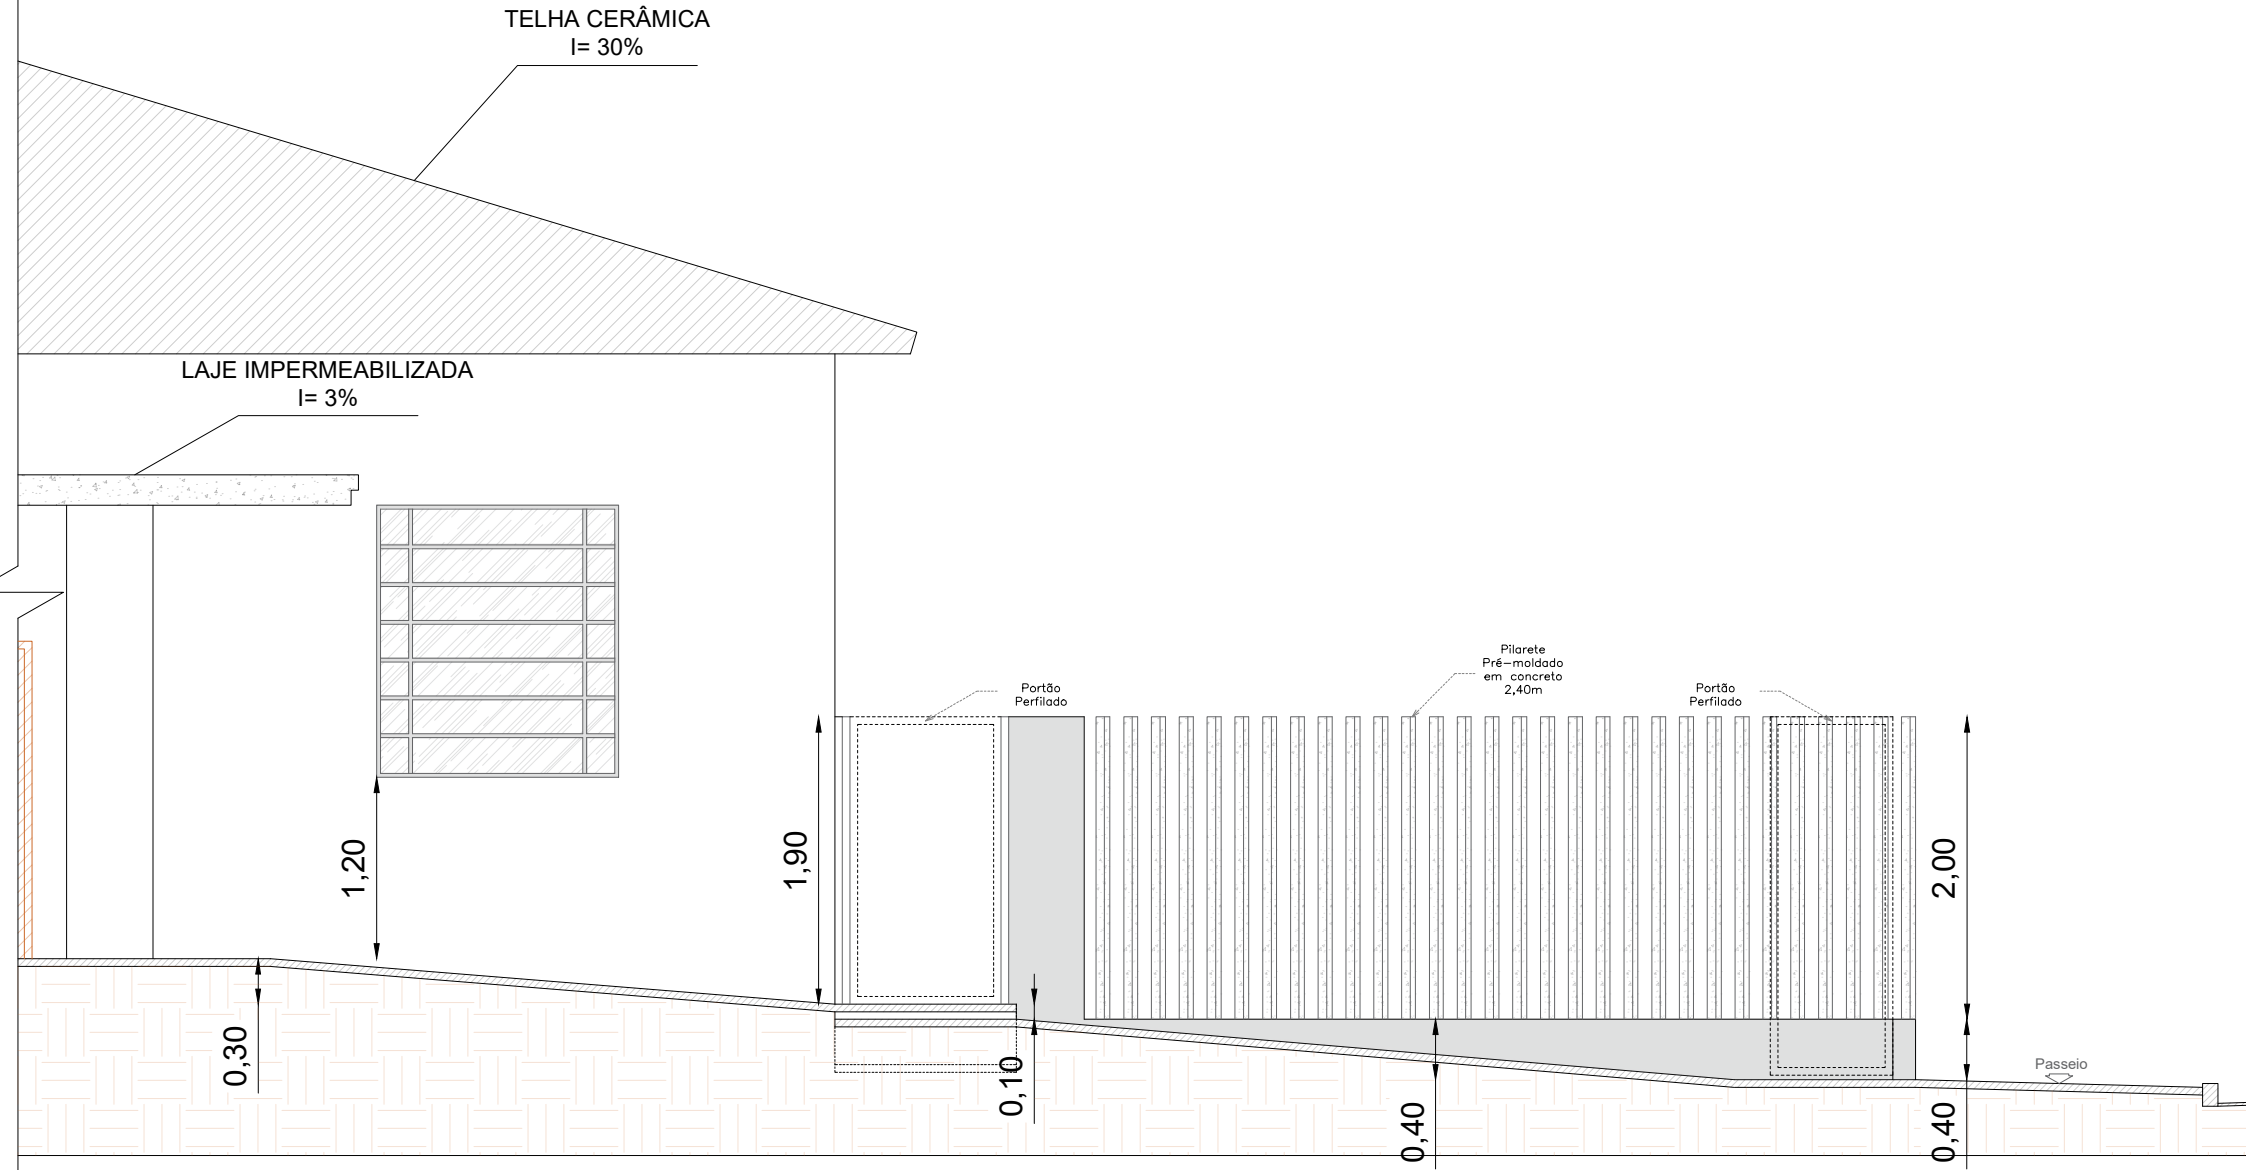 TELHA CERÂMICA
I= 30%
LAJE IMPERMEABILIZADA
I= 3%
Pilarete
Pré-moldado
em concreto
2,40m
Portão
Perfilado
Portão
Perfilado
1,20
1,90
2,00
0,30
0,10
0,40
0,40
Passeio